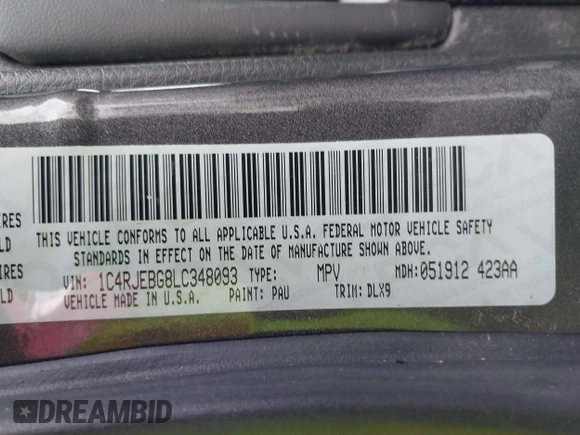 IRES
LD
RES
LD
THIS VEHICLE CONFORMS TO ALL APPLICABLE U.S.A. FEDERAL MOTOR VEHICLE SAFETY
STANDARDS IN EFFECT ON THE DATE OF MANUFACTURE SHOWN ABOVE.
VIN: 1C4RJEBG8LC348093 TYPE: MPV MDH:051912 423AA
VEHICLE MADE IN U.S.A. PAINT: PAU TRIM: DLX9
DREAMBID